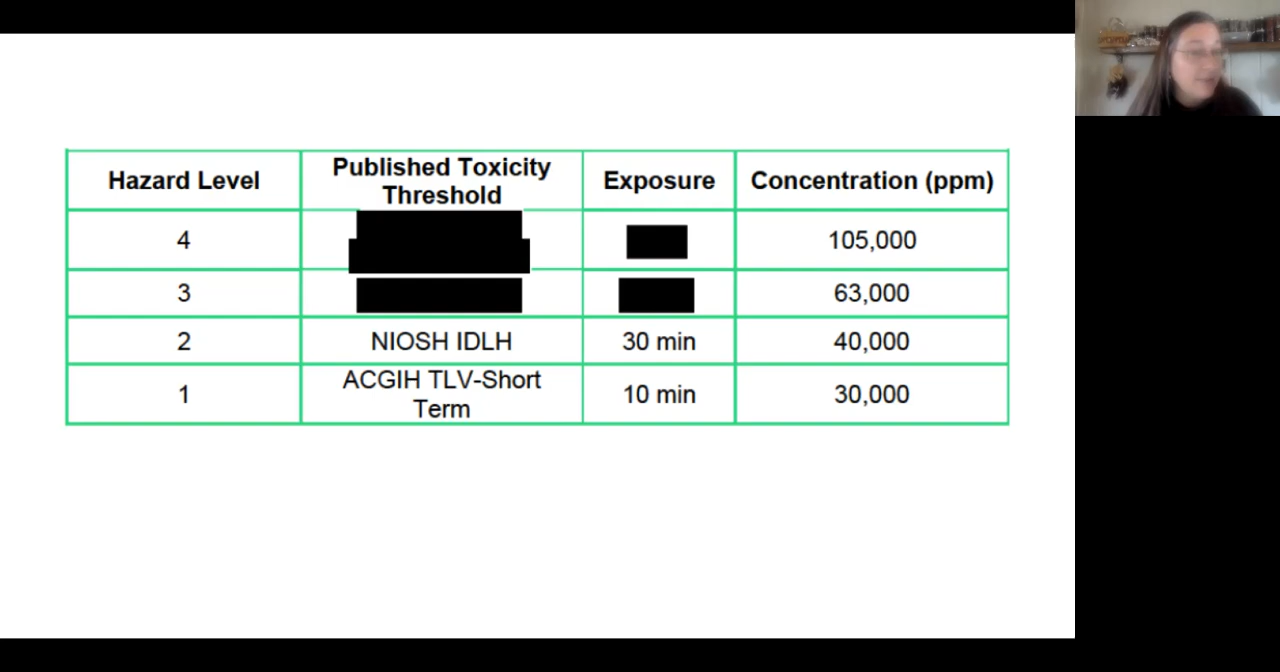 Hazard Level
Published Toxicity
Threshold
Exposure
Concentration (ppm)
4
105,000
3
63,000
2
NIOSH IDLH
30 min
40,000
1
ACGIH TLV-Short
Term
10 min
30,000